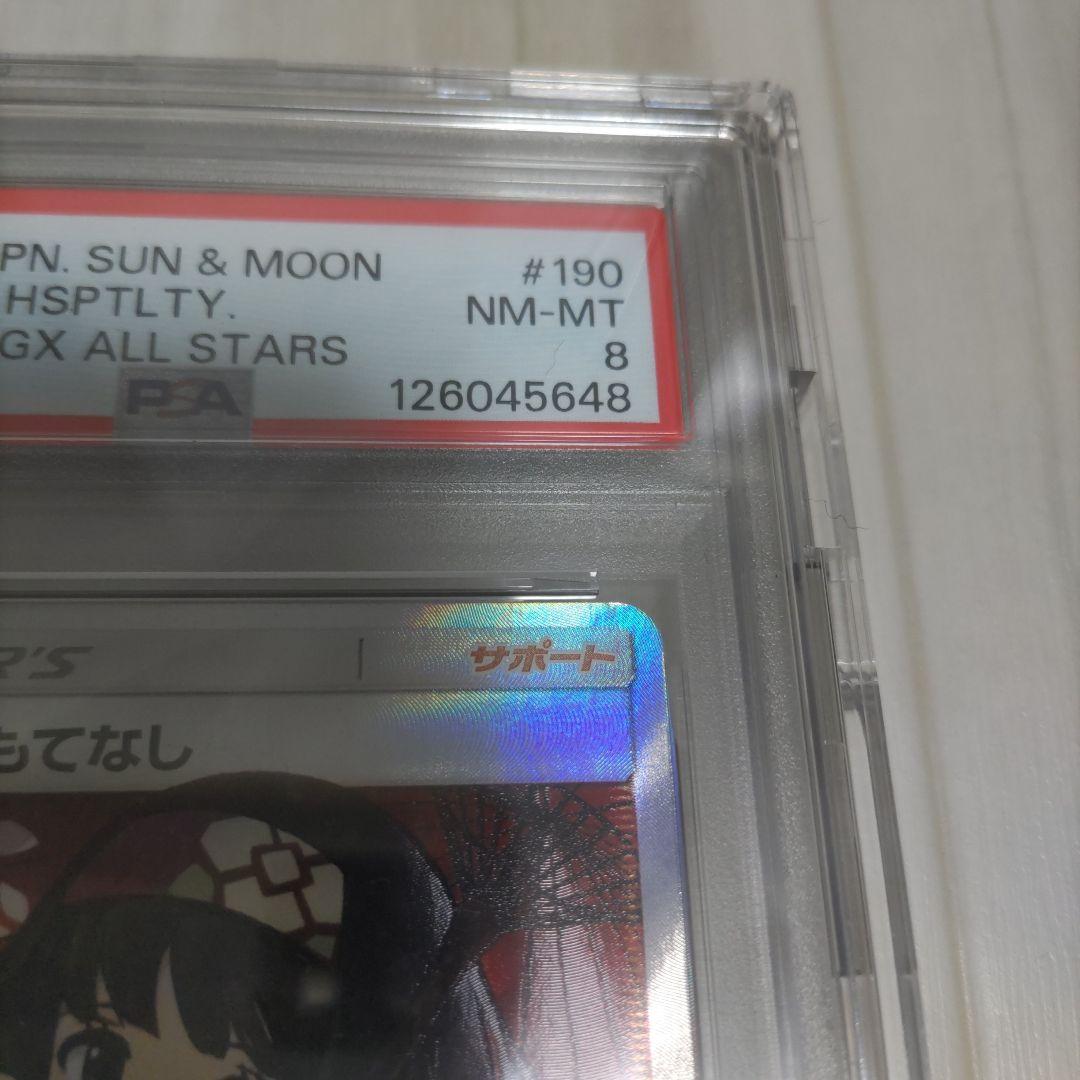 PN. SUN & MOON #190
HSPTLTY. NM-MT
GX ALL STARS 8
PSA 126045648
R'S サポート
もてなし